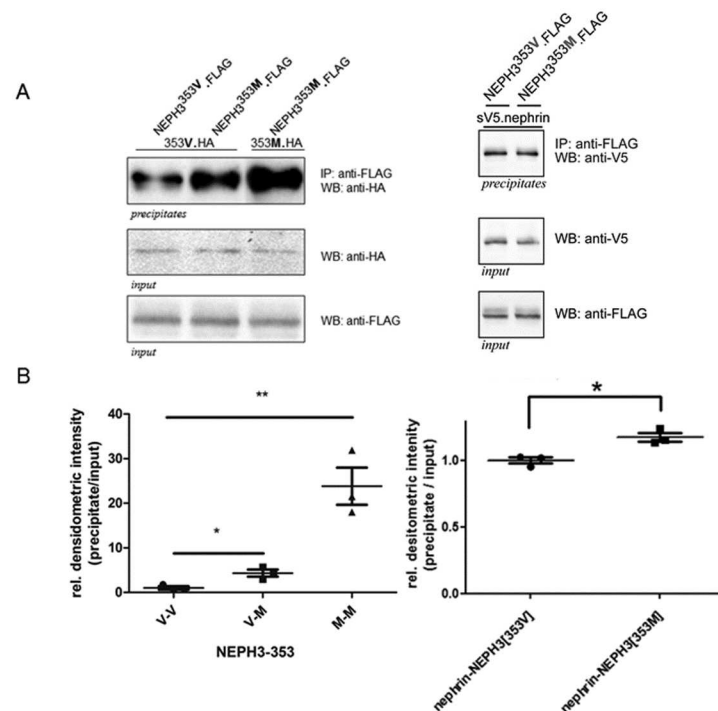 A
NEPH3353V.FLAG
NEPH3353M.FLAG
NEPH3353M.FLAG
353V.HA
353M.HA
IP: anti-FLAG
WB: anti-HA
precipitates
WB: anti-HA
input
WB: anti-FLAG
input
NEPH3353V.FLAG
NEPH3353M.FLAG
sV5.nephrin
IP: anti-FLAG
WB: anti-V5
precipitates
WB: anti-V5
input
WB: anti-FLAG
input
B
rel. densidometric intensity
(precipitate/input)
40
30
20
10
0
**
*
V-V
V-M
M-M
NEPH3-353
rel. desitometric intenity
(precipitate / input)
1.0
0.5
0.0
*
nephrin-NEPH3[353V]
nephrin-NEPH3[353M]